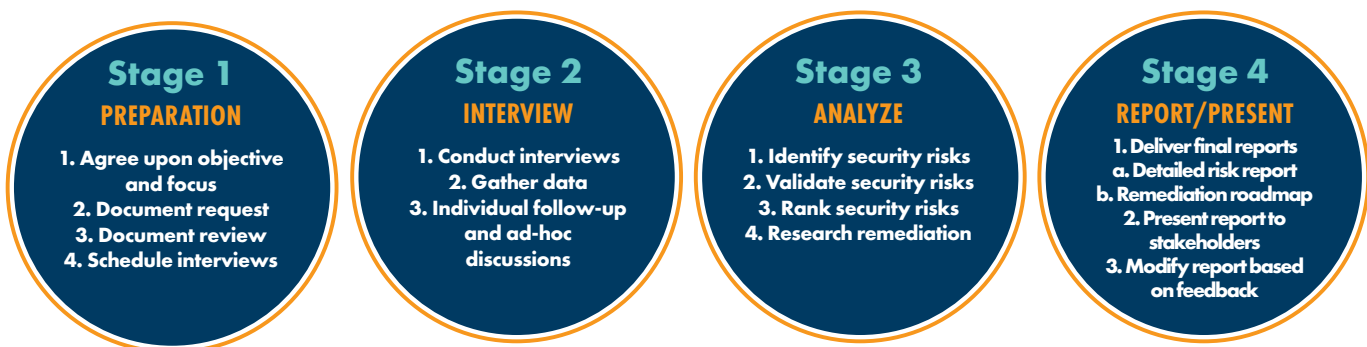 Stage 1
PREPARATION
1. Agree upon objective
and focus
2. Document request
3. Document review
4. Schedule interviews
Stage 2
INTERVIEW
1. Conduct interviews
2. Gather data
3. Individual follow-up
and ad-hoc
discussions
Stage 3
ANALYZE
1. Identify security risks
2. Validate security risks
3. Rank security risks
4. Research remediation
Stage 4
REPORT/PRESENT
1. Deliver final reports
a. Detailed risk report
b. Remediation roadmap
2. Present report to
stakeholders
3. Modify report based
on feedback